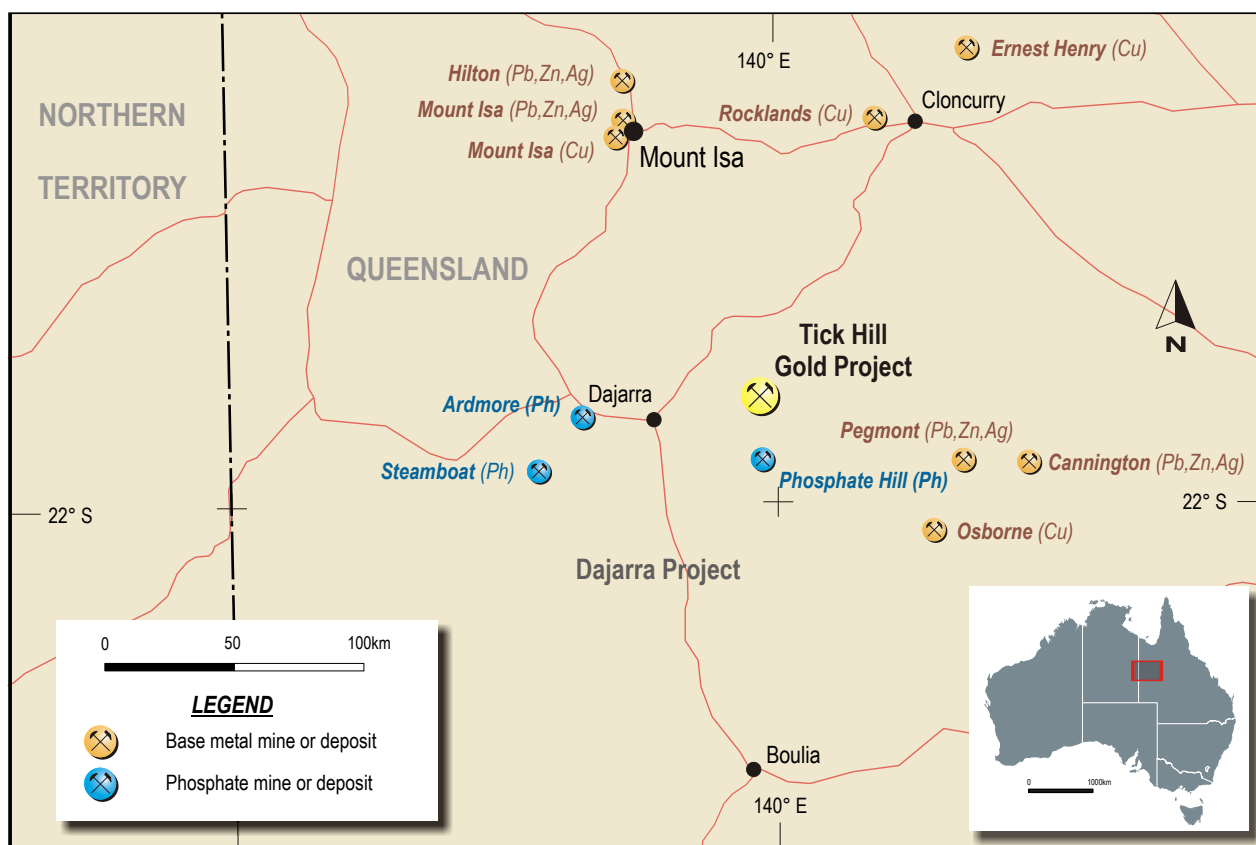 140° E
Ernest Henry (Cu)
Hilton (Pb,Zn,Ag)
NORTHERN
TERRITORY
Mount Isa (Pb,Zn,Ag)
Rocklands (Cu)
Cloncurry
Mount Isa (Cu)
Mount Isa
QUEENSLAND
N
Tick Hill
Gold Project
Dajarra
Ardmore (Ph)
Pegmont (Pb,Zn,Ag)
Steamboat (Ph)
Phosphate Hill (Ph)
Cannington (Pb,Zn,Ag)
22° S
22° S
Osborne (Cu)
Dajarra Project
0 50 100km
LEGEND
Base metal mine or deposit
Phosphate mine or deposit
Boulia
140° E
0 1000km